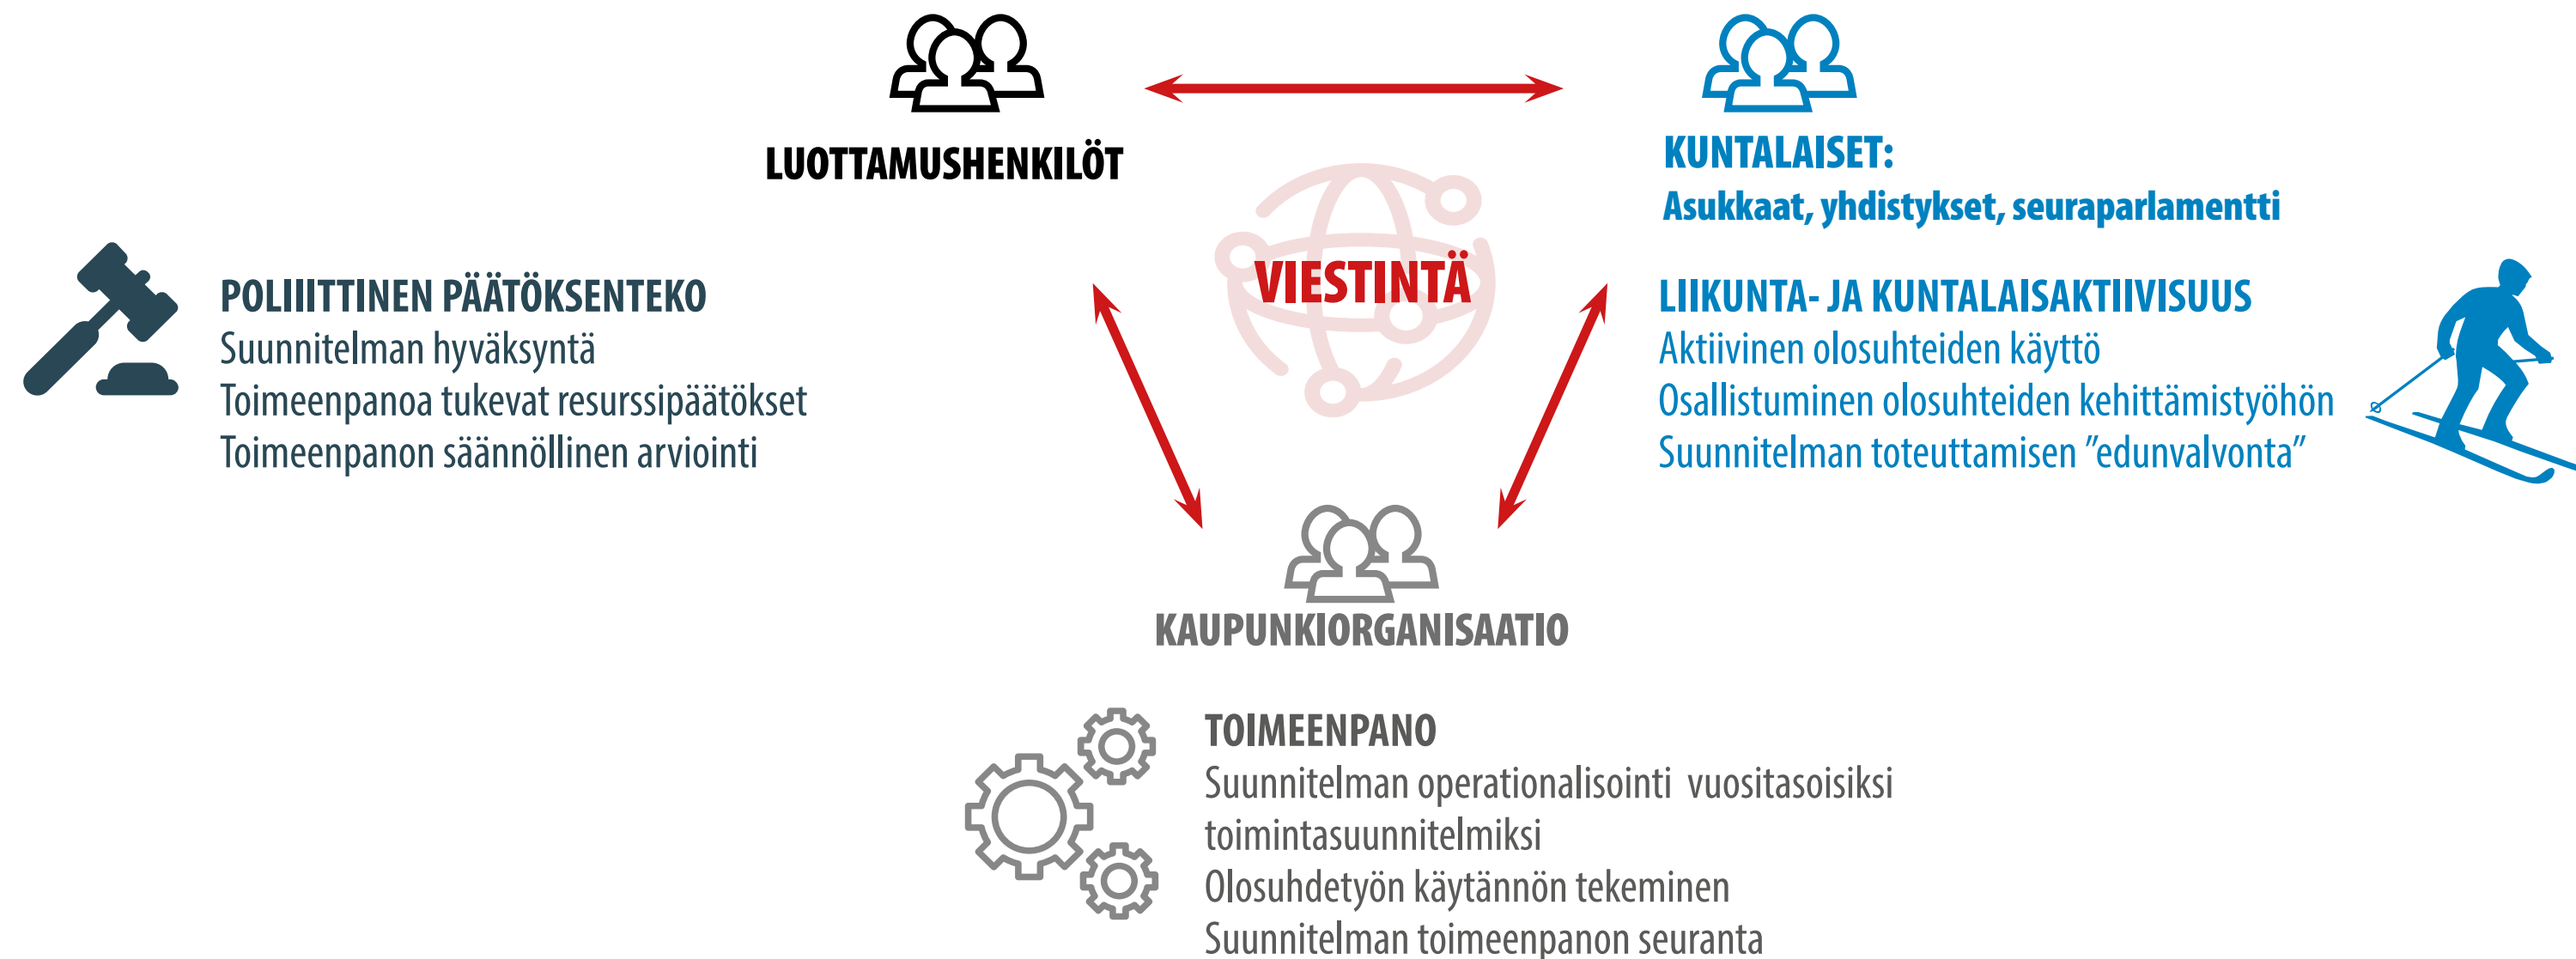 LUOTTAMUSHENKILÖT
KUNTALAISET:
Asukkaat, yhdistykset, seuraparlamentti
VIESTINTÄ
POLIIITTINEN PÄÄTÖKSENTEKO
Suunnitelman hyväksyntä
Toimeenpanoa tukevat resurssipäätökset
Toimeenpanon säännöllinen arviointi
LIIKUNTA- JA KUNTALAISAKTIIVISUUS
Aktiivinen olosuhteiden käyttö
Osallistuminen olosuhteiden kehittämistyöhön
Suunnitelman toteuttamisen ”edunvalvonta”
KAUPUNKIORGANISAATIO
TOIMEENPANO
Suunnitelman operationalisointi vuositasoisiksi
toimintasuunnitelmiksi
Olosuhdetyön käytännön tekeminen
Suunnitelman toimeenpanon seuranta